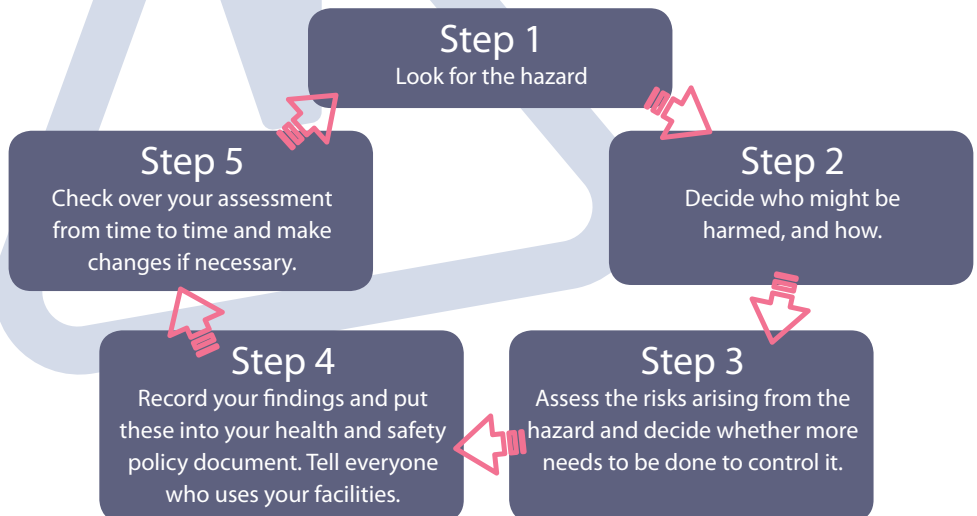 Step 1
Look for the hazard
Step 2
Decide who might be
harmed, and how.
Step 3
Assess the risks arising from the
hazard and decide whether more
needs to be done to control it.
Step 4
Record your findings and put
these into your health and safety
policy document. Tell everyone
who uses your facilities.
Step 5
Check over your assessment
from time to time and make
changes if necessary.